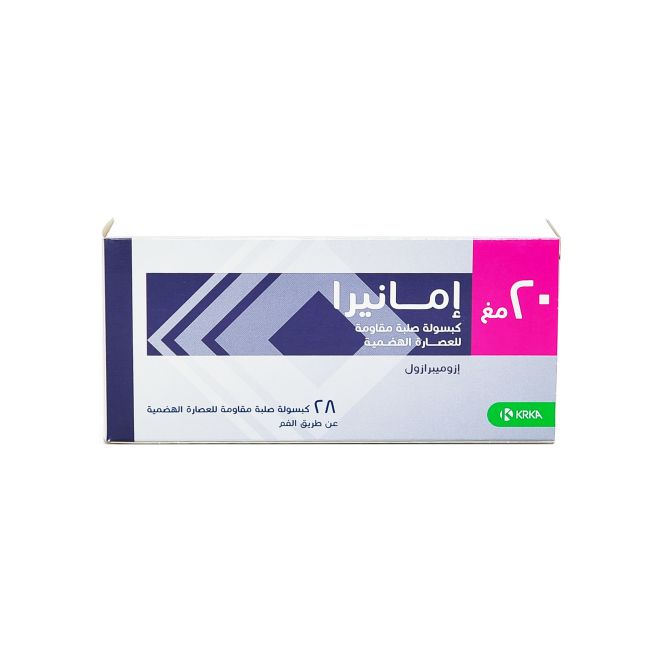 إمانيرا
٢٠ مغ
كبسولة صلبة مقاومة
للعصارة الهضمية
إزوميبرازول
٢٨ كبسولة صلبة مقاومة للعصارة الهضمية
عن طريق الفم
KRKA